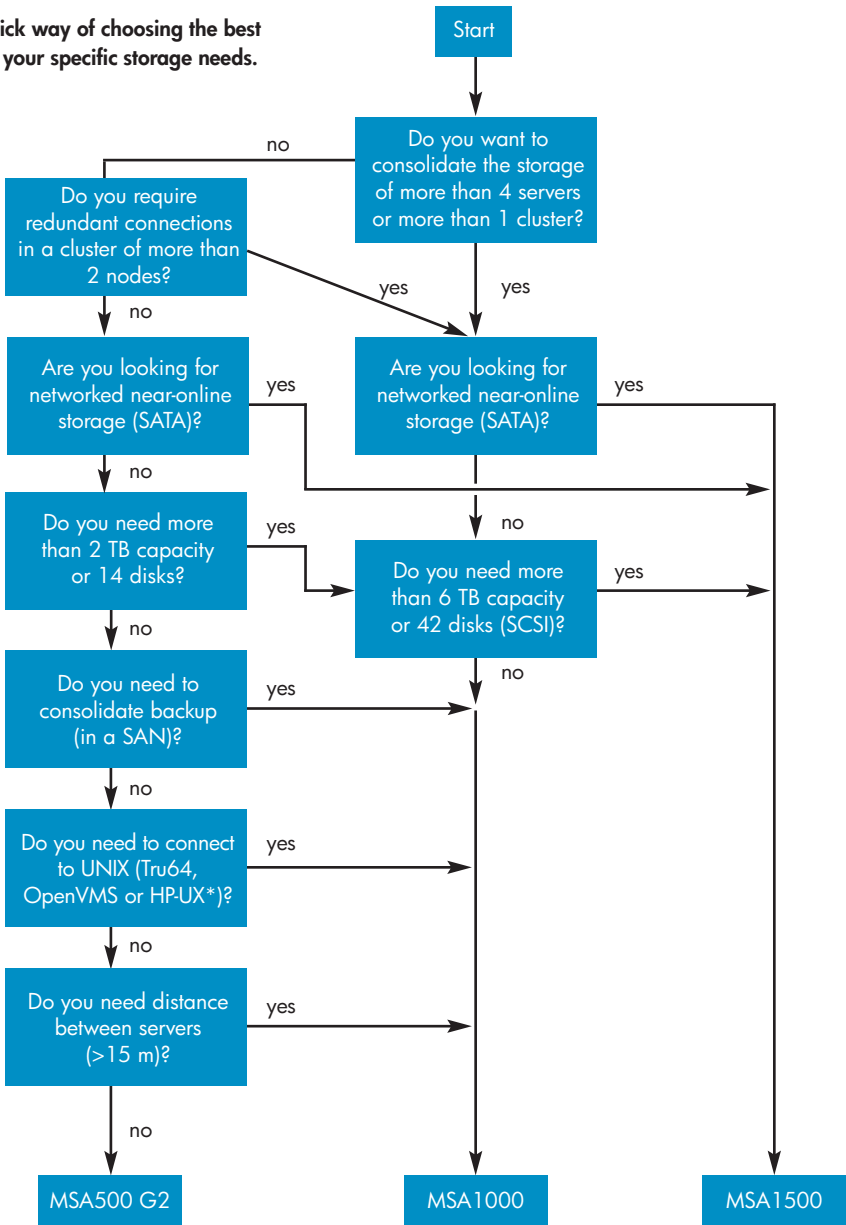 ick way of choosing the best
your specific storage needs.
Start
no
Do you want to
consolidate the storage
of more than 4 servers
or more than 1 cluster?
Do you require
redundant connections
in a cluster of more than
2 nodes?
yes
yes
no
Are you looking for
networked near-online
storage (SATA)?
yes
Are you looking for
networked near-online
storage (SATA)?
yes
no
no
Do you need more
than 2 TB capacity
or 14 disks?
yes
Do you need more
than 6 TB capacity
or 42 disks (SCSI)?
yes
no
no
Do you need to
consolidate backup
(in a SAN)?
yes
no
Do you need to connect
to UNIX (Tru64,
OpenVMS or HP-UX*)?
yes
no
Do you need distance
between servers
(>15 m)?
yes
no
MSA500 G2
MSA1000
MSA1500